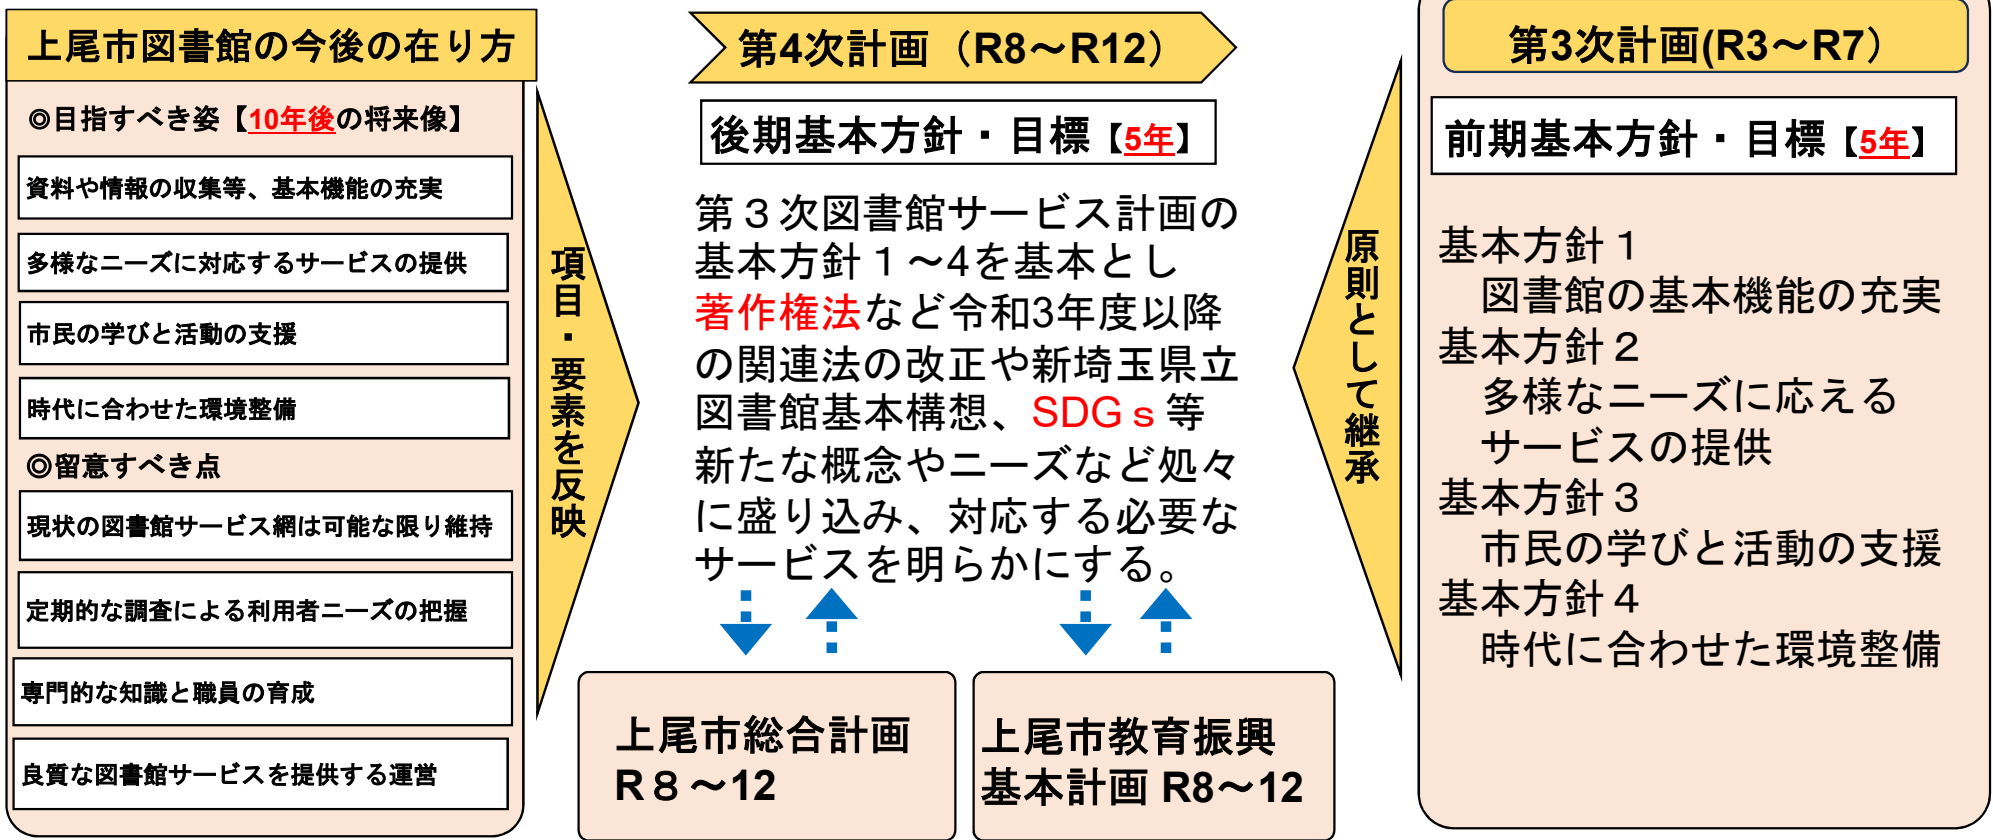 上尾市図書館の今後の在り方
◎目指すべき姿【10年後の将来像】
資料や情報の収集等、基本機能の充実
多様なニーズに対応するサービスの提供
市民の学びと活動の支援
時代に合わせた環境整備
◎留意すべき点
現状の図書館サービス網は可能な限り維持
定期的な調査による利用者ニーズの把握
専門的な知識と職員の育成
良質な図書館サービスを提供する運営
項目・要素を反映
第4次計画（R8～R12）
後期基本方針・目標【5年】
第３次図書館サービス計画の
基本方針１～4を基本とし
著作権法など令和3年度以降
の関連法の改正や新埼玉県立
図書館基本構想、SDGｓ等
新たな概念やニーズなど処々
に盛り込み、対応する必要な
サービスを明らかにする。
上尾市総合計画
R８～12
上尾市教育振興
基本計画 R8～12
原則として継承
第3次計画(R3～R7）
前期基本方針・目標【5年】
基本方針１
図書館の基本機能の充実
基本方針２
多様なニーズに応える
サービスの提供
基本方針３
市民の学びと活動の支援
基本方針４
時代に合わせた環境整備